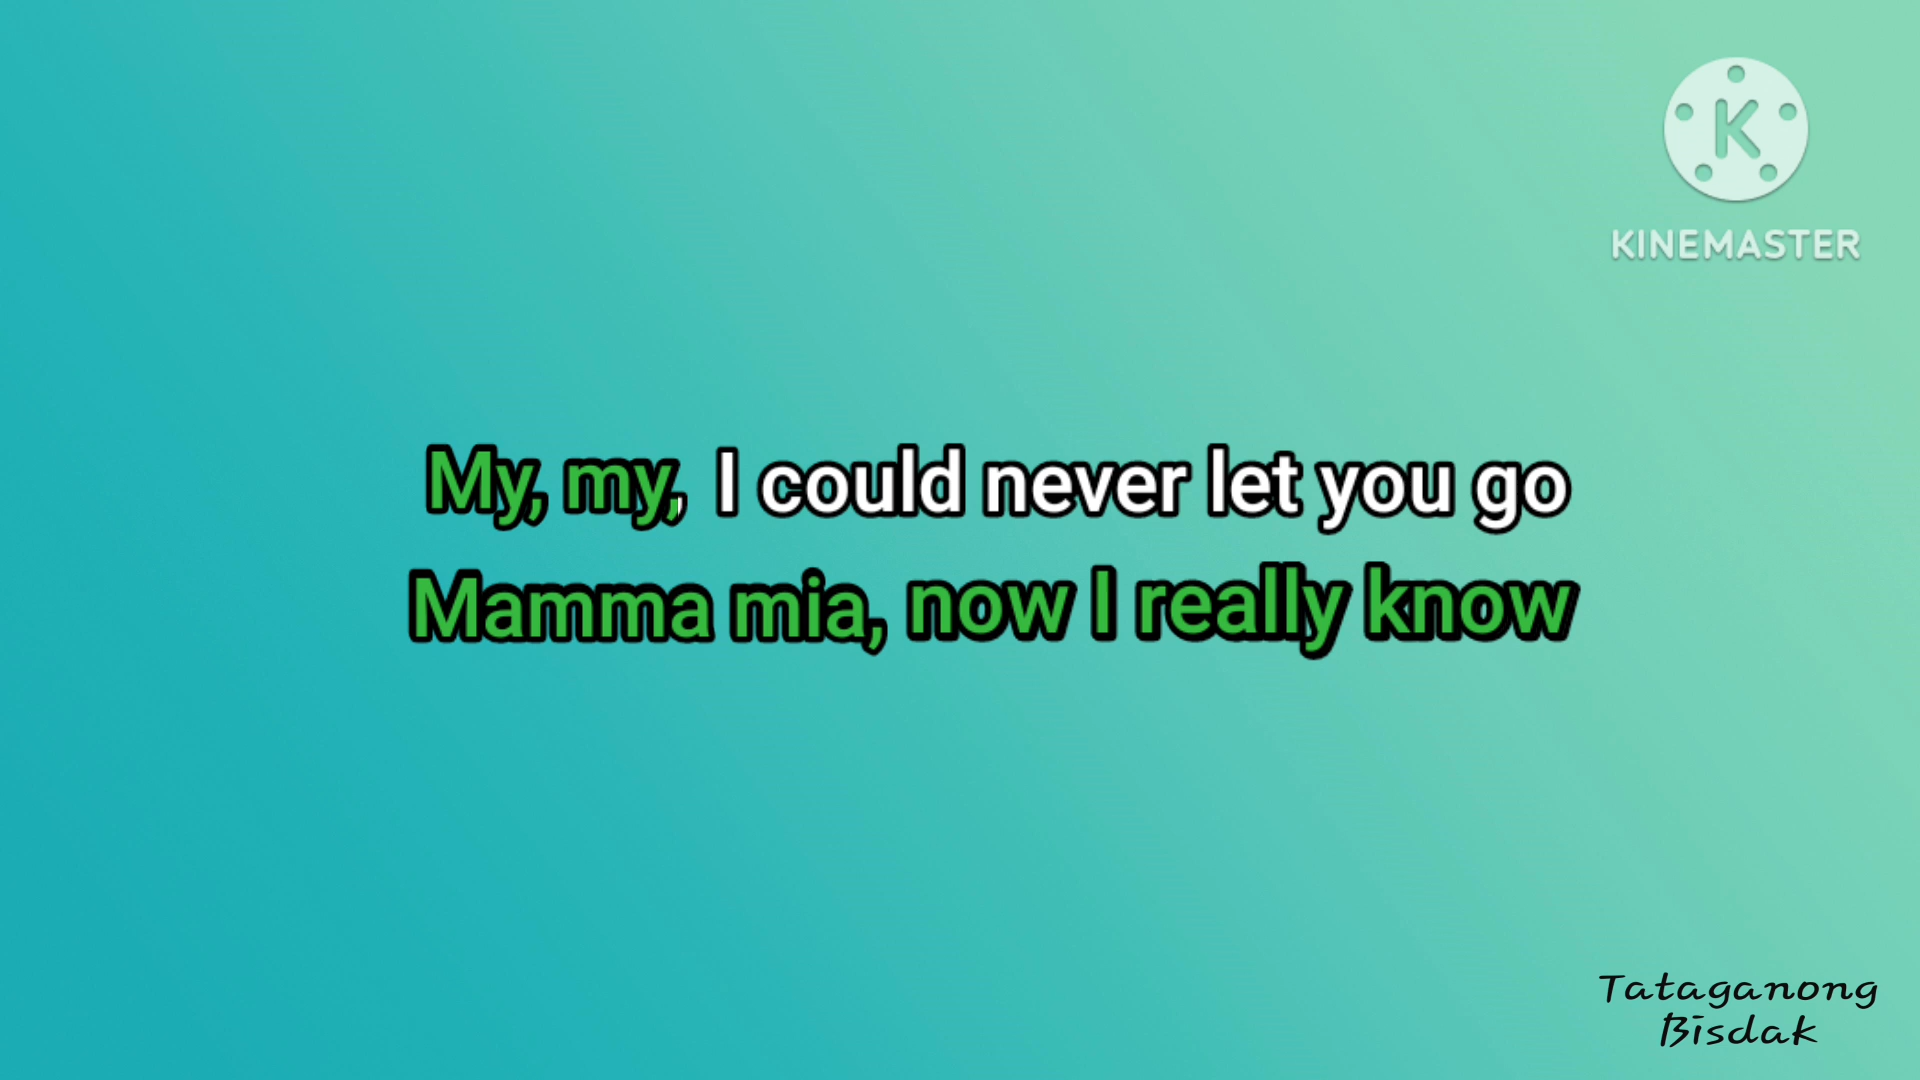 K
KINEMASTER
My, my, I could never let you go
Mamma mia, now I really know
Tataganong
Bisdak